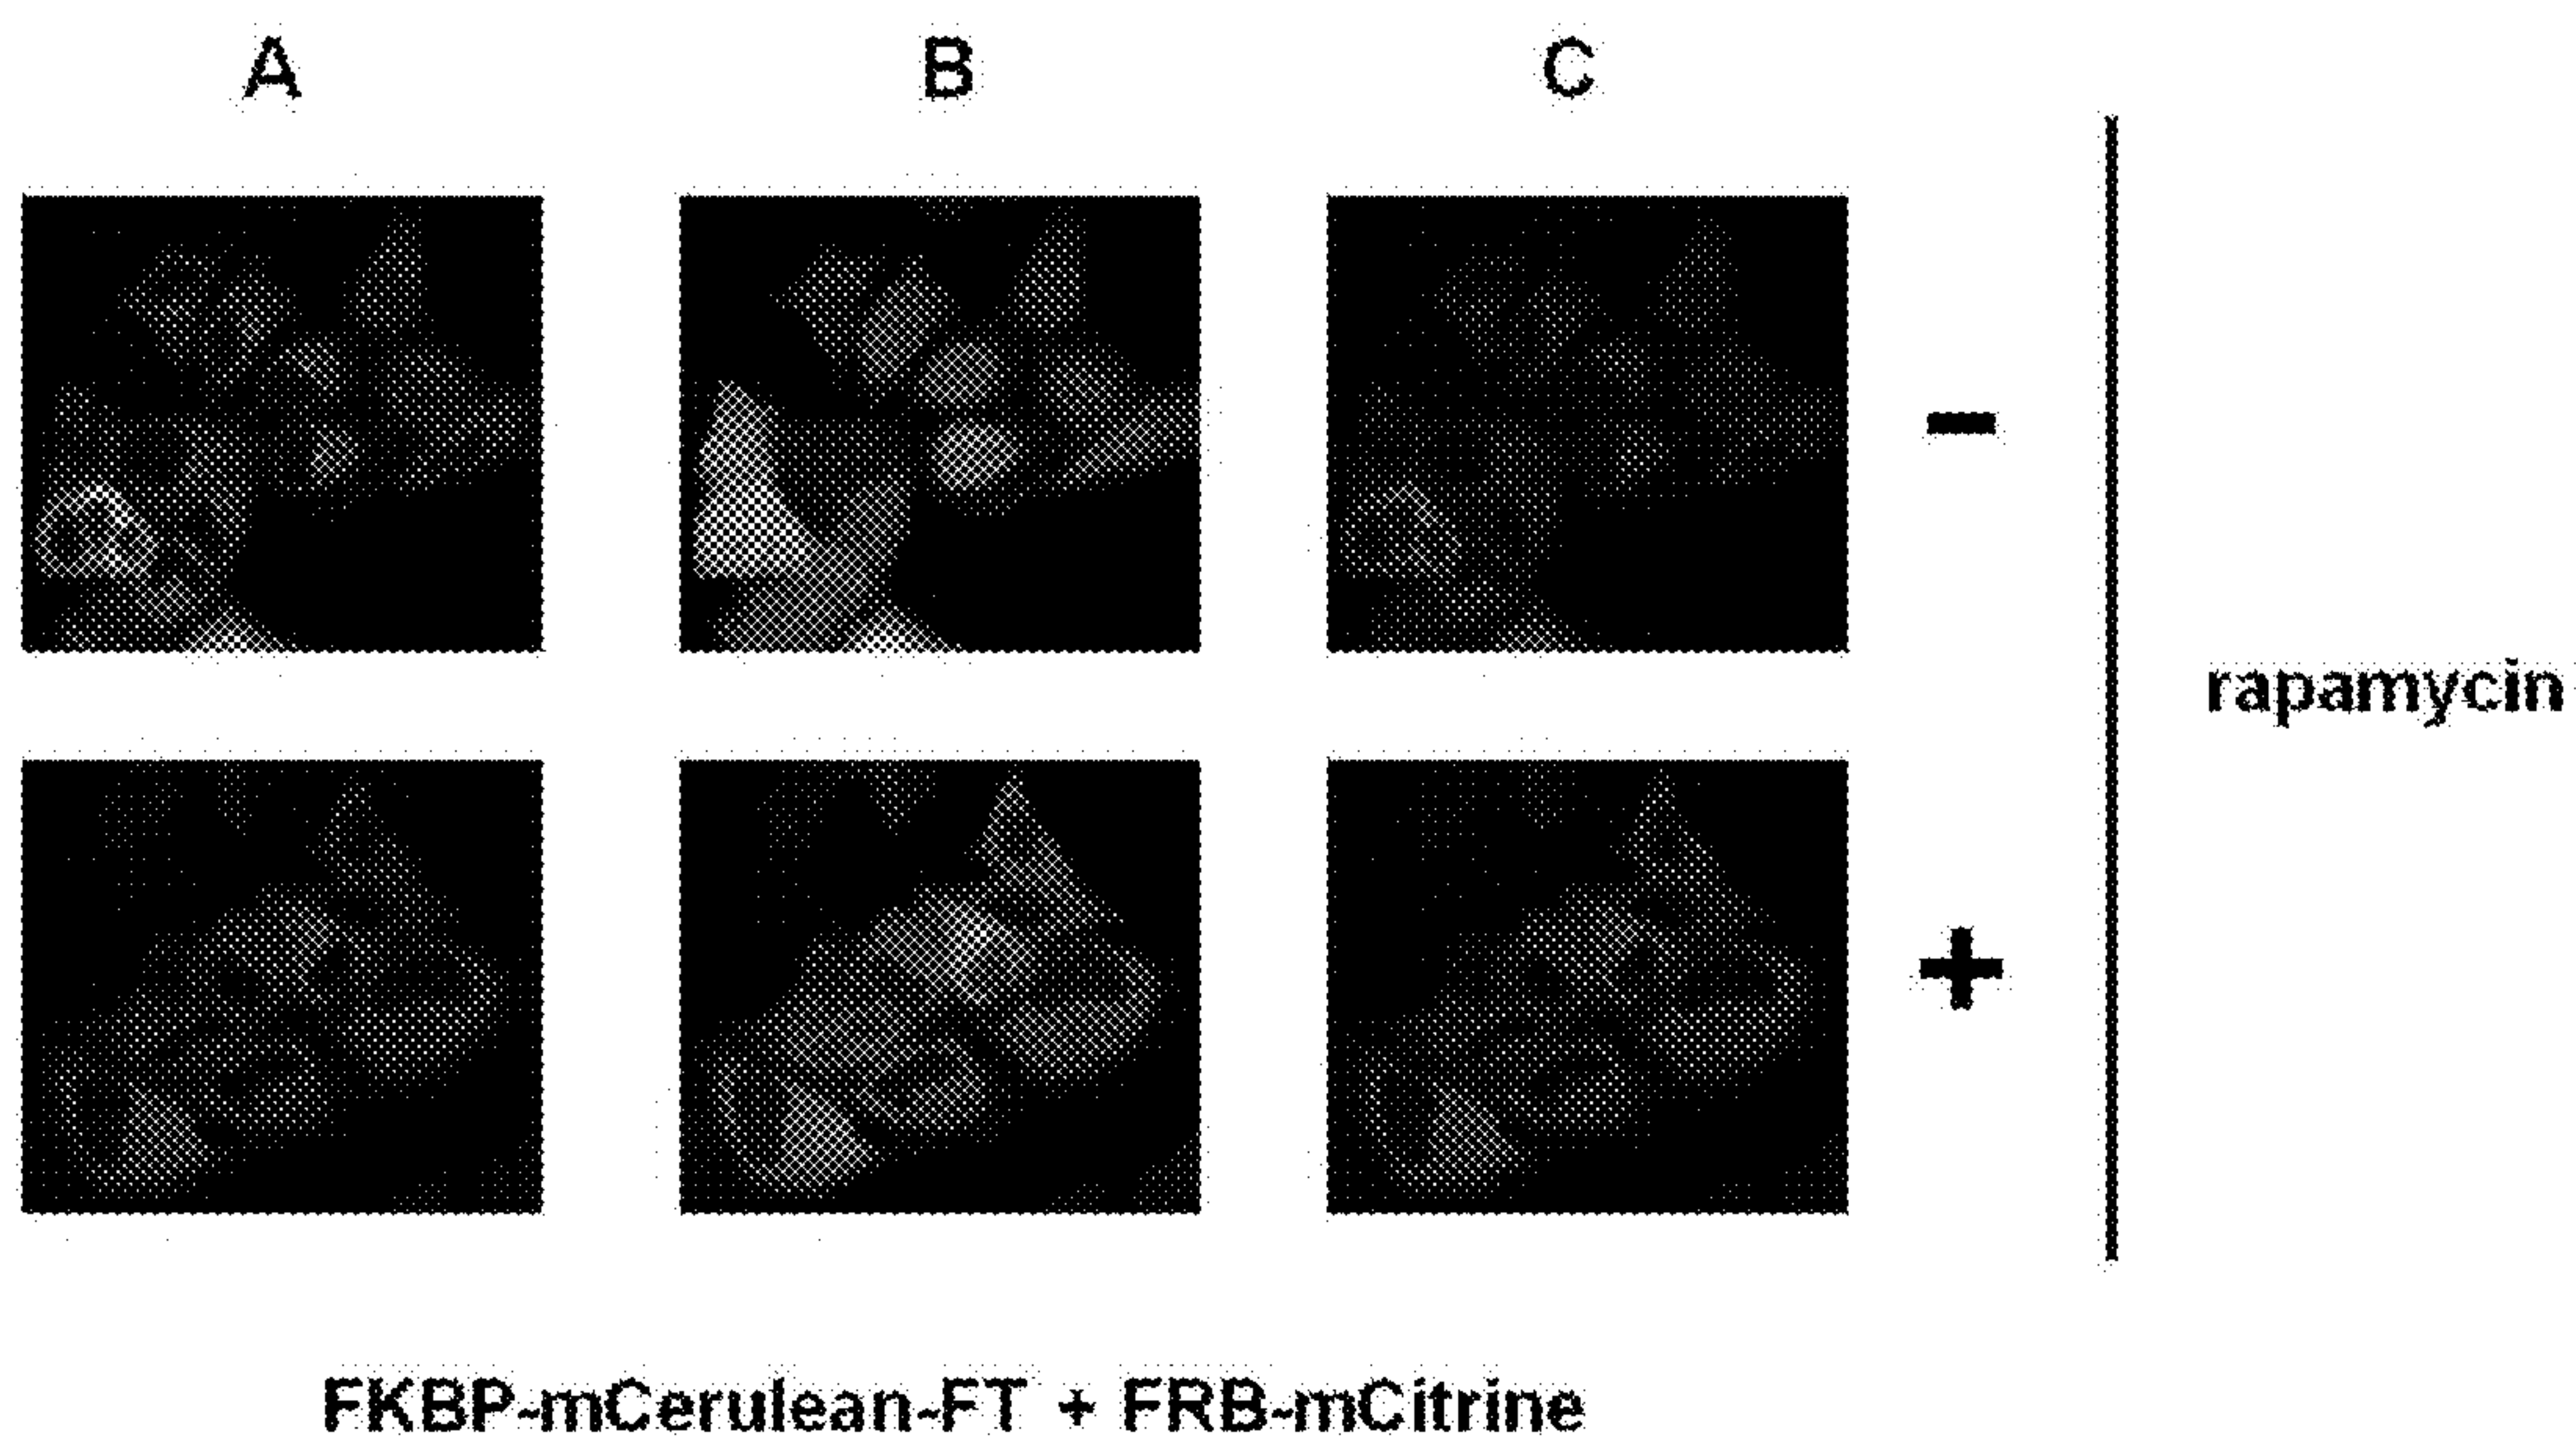 A B C
−
rapamycin
+
FKBP-mCerulean-FT + FRB-mCitrine